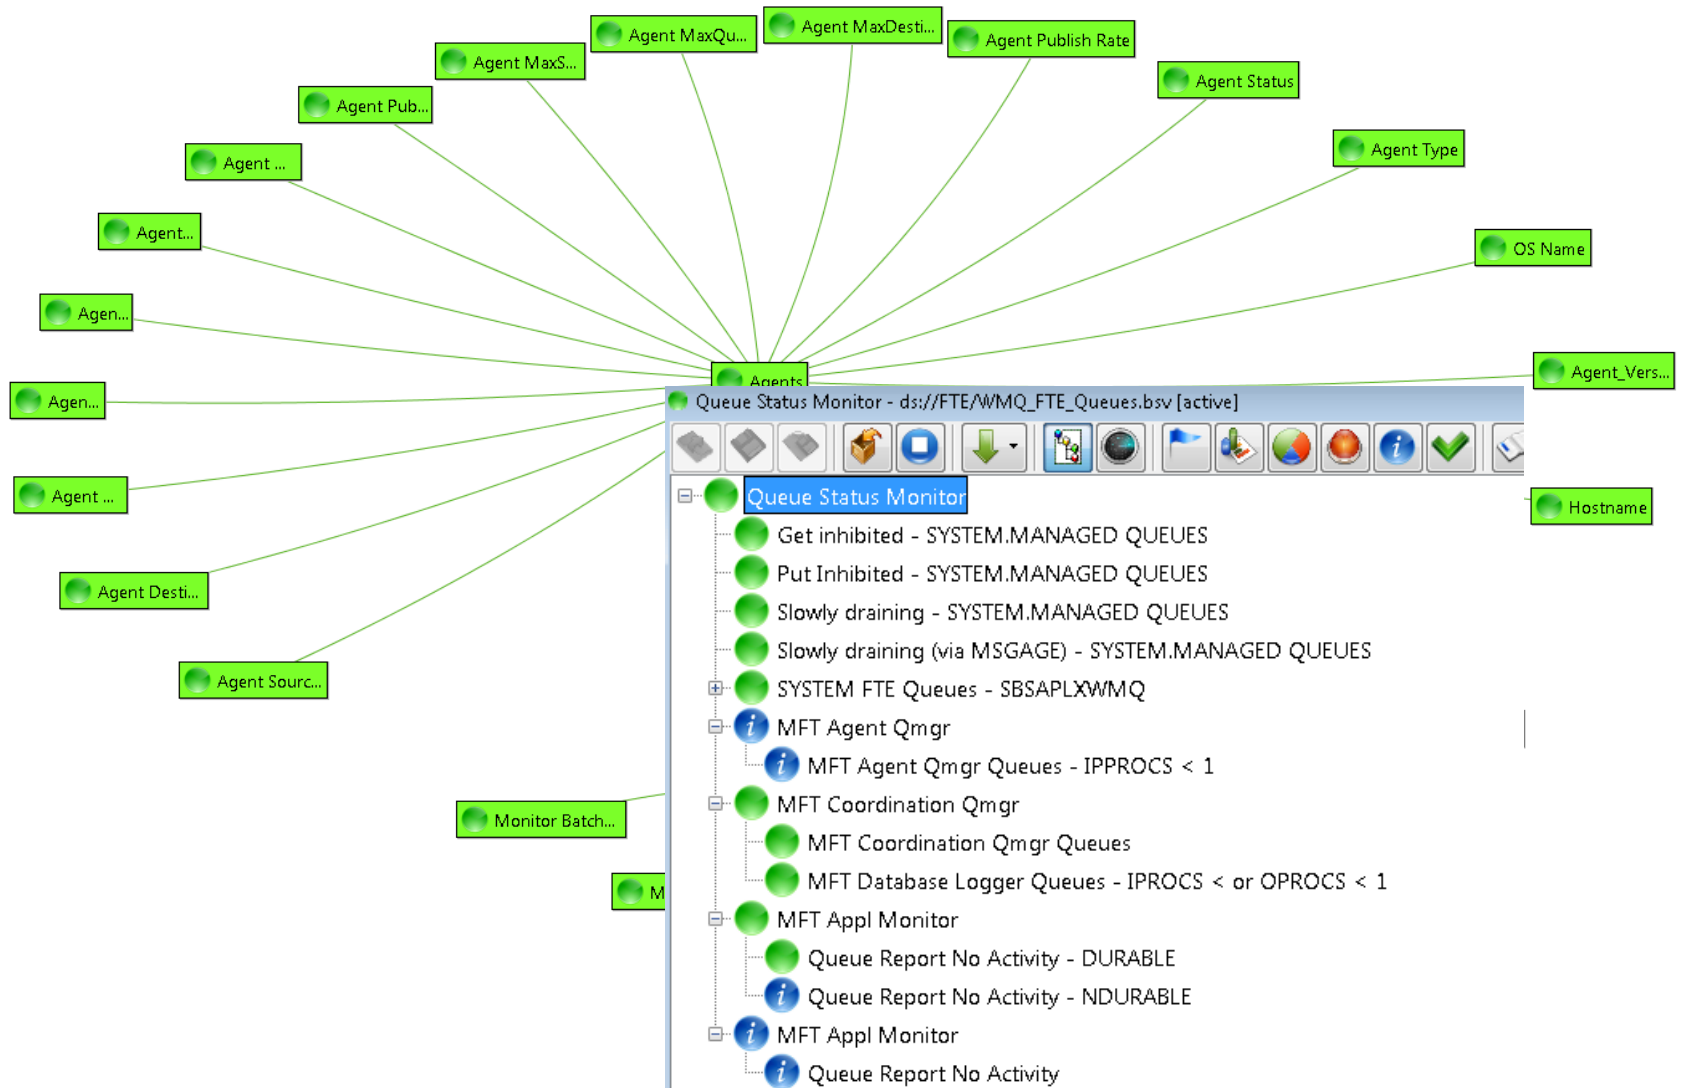 Agent MaxDesti...
Agent MaxQu...
Agent Publish Rate
Agent MaxS...
Agent Status
Agent Pub...
Agent Type
Agent ...
Agent...
OS Name
Agen...
Agent_Vers...
Agents
Agen...
Agent ...
Hostname
Agent Desti...
Agent Sourc...
Monitor Batch...
M
Queue Status Monitor - ds://FTE/WMQ_FTE_Queues.bsv [active]
Queue Status Monitor
Get inhibited - SYSTEM.MANAGED QUEUES
Put Inhibited - SYSTEM.MANAGED QUEUES
Slowly draining - SYSTEM.MANAGED QUEUES
Slowly draining (via MSGAGE) - SYSTEM.MANAGED QUEUES
SYSTEM FTE Queues - SBSAPLXWMQ
MFT Agent Qmgr
MFT Agent Qmgr Queues - IPPROCS < 1
MFT Coordination Qmgr
MFT Coordination Qmgr Queues
MFT Database Logger Queues - IPROCS < or OPROCS < 1
MFT Appl Monitor
Queue Report No Activity - DURABLE
Queue Report No Activity - NDURABLE
MFT Appl Monitor
Queue Report No Activity